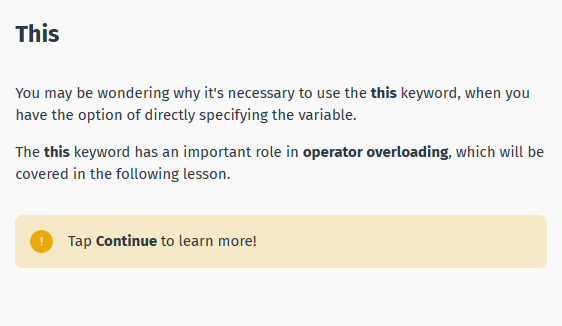 This
You may be wondering why it's necessary to use the this keyword, when you
have the option of directly specifying the variable.
The this keyword has an important role in operator overloading, which will be
covered in the following lesson.
! Tap Continue to learn more!